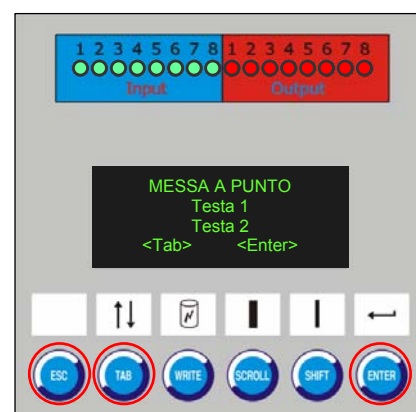 1 2 3 4 5 6 7 8 1 2 3 4 5 6 7 8
Input Output
MESSA A PUNTO
Testa 1
Testa 2
<Tab> <Enter>
ESC TAB WRITE SCROLL SHIFT ENTER